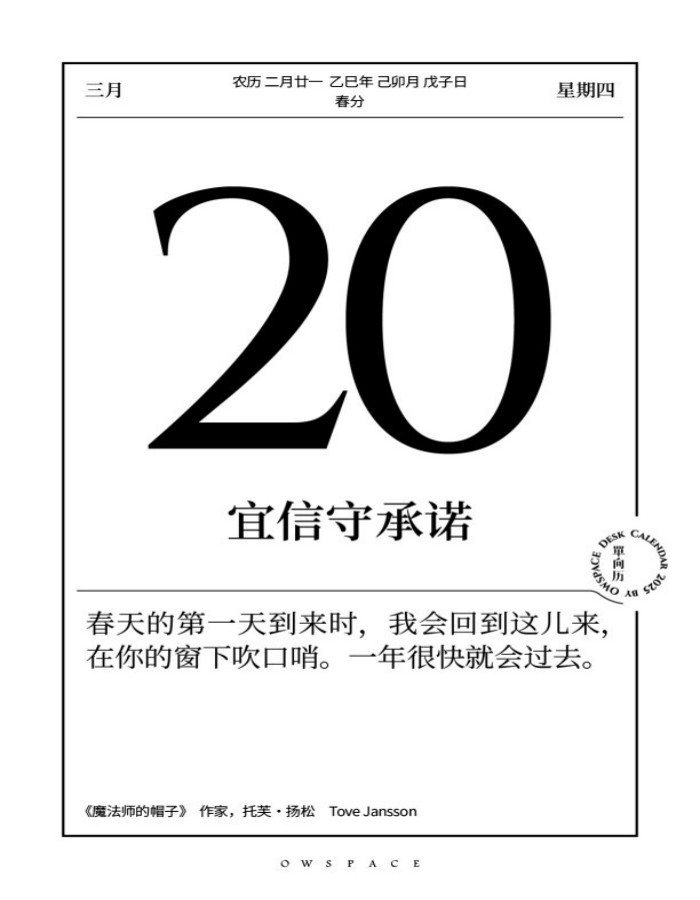 三月
农历 二月廿一 乙巳年 己卯月 戊子日
春分
星期四
20
宜信守承诺
單向历
OWSPACE DESK CALENDAR 2025 BY
春天的第一天到来时，我会回到这儿来，
在你的窗下吹口哨。一年很快就会过去。
《魔法师的帽子》 作家，托芙·扬松 Tove Jansson
OWSPACE